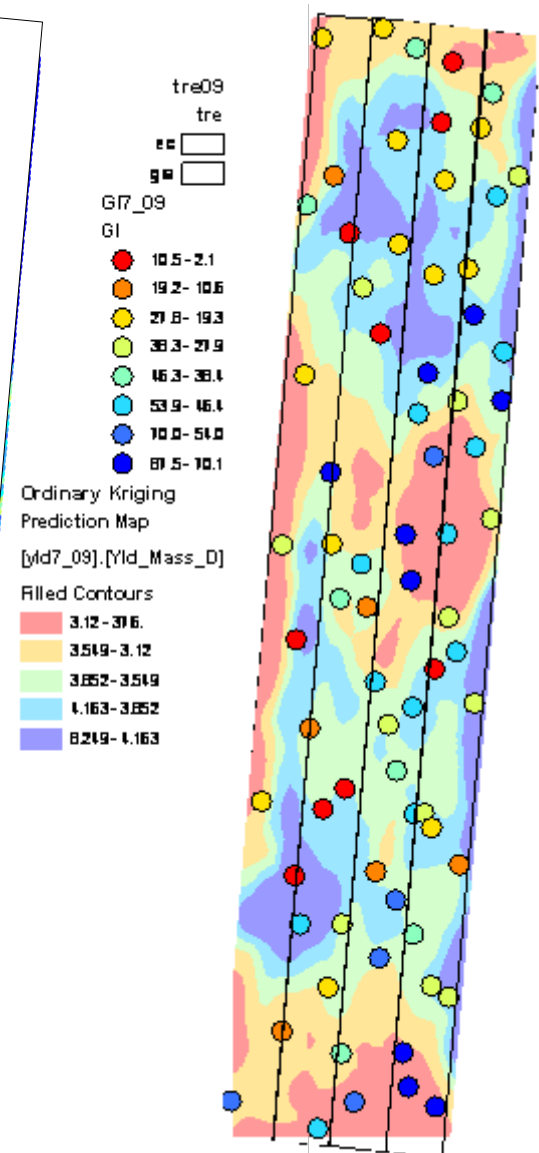 tre09
tre
ec
ge
GI7_09
GI
10.5-2.1
19.2-10.6
27.8-19.3
38.3-27.9
46.3-38.4
53.9-46.4
70.0-54.0
87.5-70.1
Ordinary Kriging
Prediction Map
[yld7_09].[Yld_Mass_D]
Filled Contours
3.12-376.
3.549-3.12
3.852-3.549
4.163-3.852
6.249-4.163